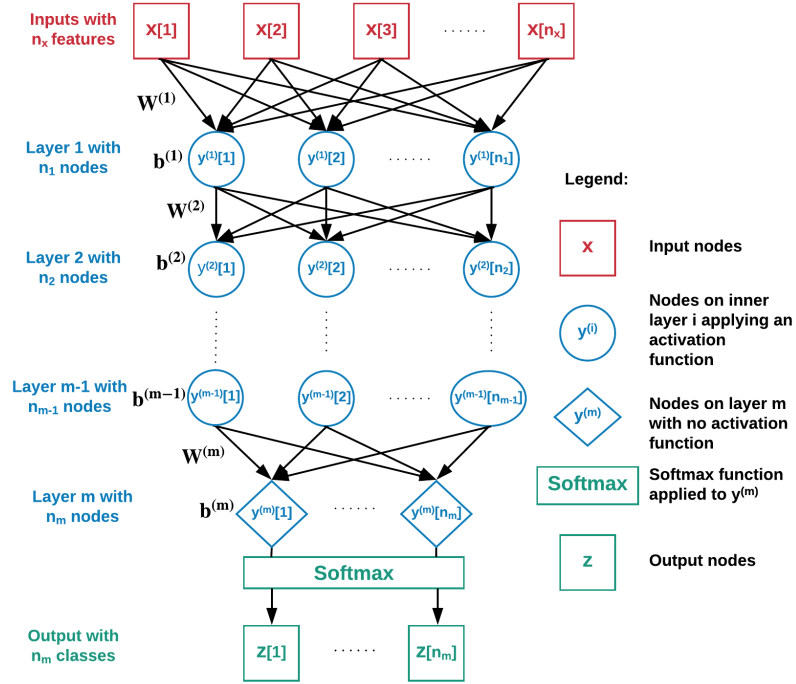 Inputs with
nₓ features
x[1] x[2] x[3] ······ x[nₓ]
W⁽¹⁾
Layer 1 with
n₁ nodes
b⁽¹⁾ y⁽¹⁾[1] y⁽¹⁾[2] ······ y⁽¹⁾[n₁]
W⁽²⁾
Layer 2 with
n₂ nodes
b⁽²⁾ y⁽²⁾[1] y⁽²⁾[2] ······ y⁽²⁾[n₂]
Layer m-1 with
nₘ₋₁ nodes
b⁽ᵐ⁻¹⁾ y⁽ᵐ⁻¹⁾[1] y⁽ᵐ⁻¹⁾[2] ······ y⁽ᵐ⁻¹⁾[nₘ₋₁]
W⁽ᵐ⁾
Layer m with
nₘ nodes
b⁽ᵐ⁾ y⁽ᵐ⁾[1] ······ y⁽ᵐ⁾[nₘ]
Softmax
Output with
nₘ classes
z[1] ······ z[nₘ]
Legend:
x Input nodes
y⁽ⁱ⁾
Nodes on inner
layer i applying an
activation
function
y⁽ᵐ⁾
Nodes on layer m
with no activation
function
Softmax
Softmax function
applied to y⁽ᵐ⁾
z Output nodes